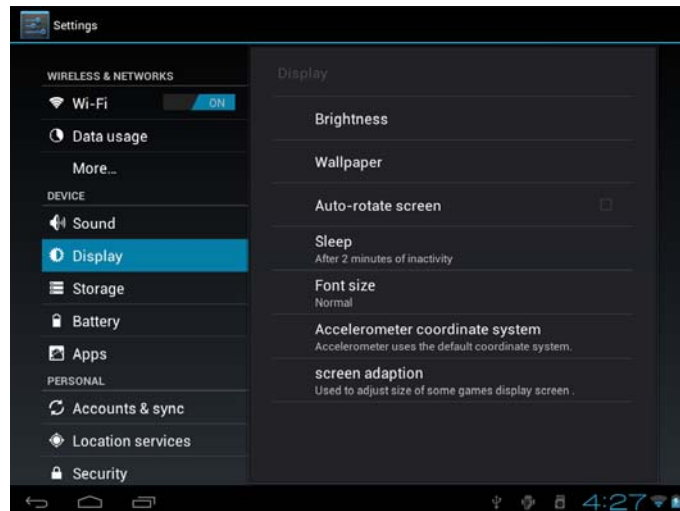 Settings
WIRELESS & NETWORKS
Wi-Fi ON
Data usage
More...
DEVICE
Sound
Display
Storage
Battery
Apps
PERSONAL
Accounts & sync
Location services
Security
Display
Brightness
Wallpaper
Auto-rotate screen
Sleep
After 2 minutes of inactivity
Font size
Normal
Accelerometer coordinate system
Accelerometer uses the default coordinate system.
screen adaption
Used to adjust size of some games display screen .
4:27